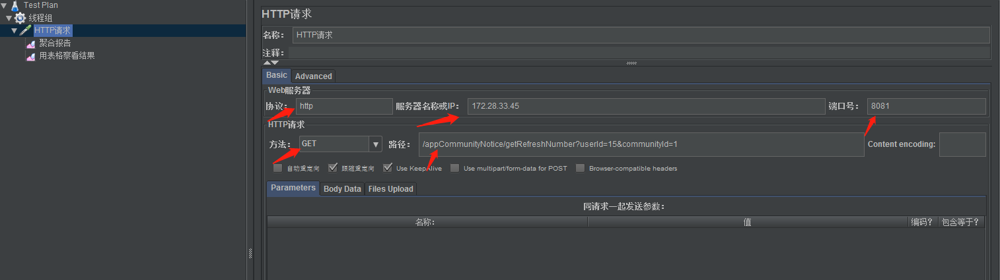 Test Plan
线程组
HTTP请求
聚合报告
用表格察看结果
HTTP请求
名称： HTTP请求
注释：
Basic Advanced
Web服务器
协议： http 服务器名称或IP： 172.28.33.45 端口号： 8081
HTTP请求
方法： GET 路径： /appCommunityNotice/getRefreshNumber?userId=15&communityId=1 Content encoding:
自动重定向 跟随重定向 Use KeepAlive Use multipart/form-data for POST Browser-compatible headers
Parameters Body Data Files Upload
同请求一起发送参数：
名称： 值 编码？ 包含等于？